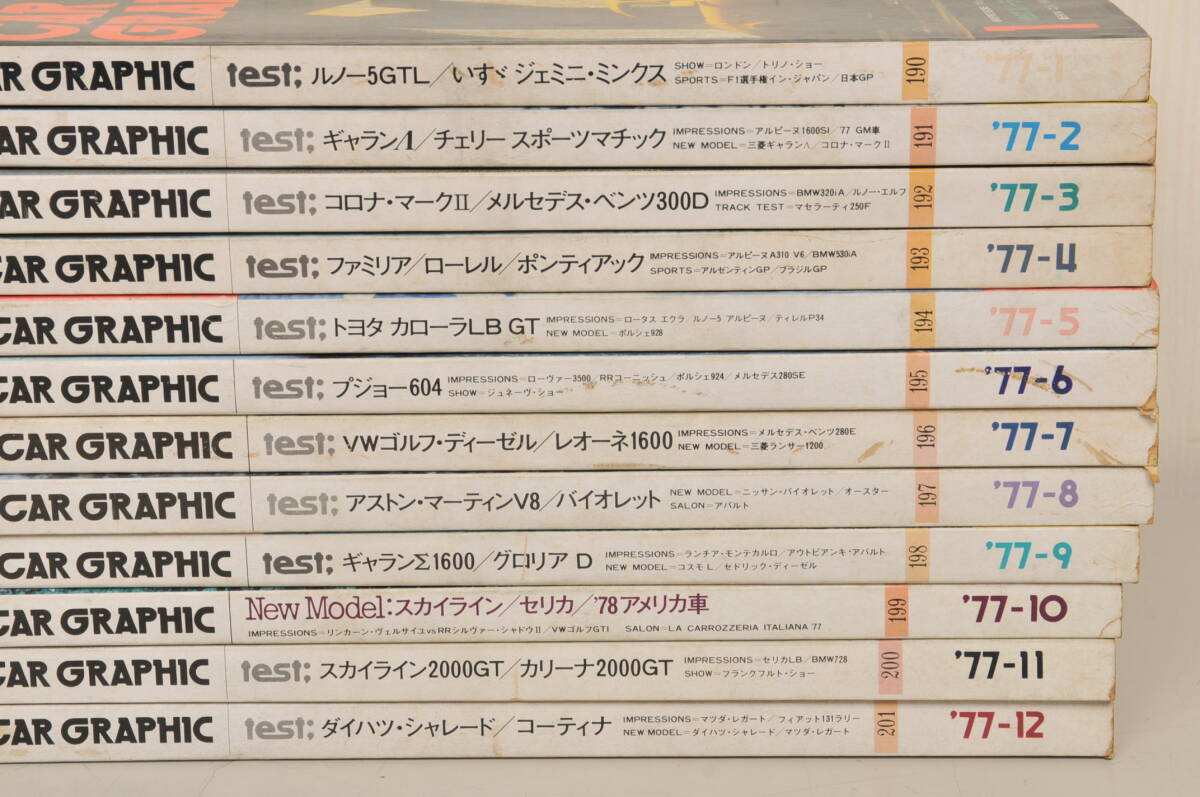 CAR
GRA
1
CAR GRAPHIC test; ルノー5GTL／いすゞ ジェミニ・ミンクス SHOW=ロンドン／トリノ・ショー 190 '77-1
SPORTS=F1選手権イン・ジャパン／日本GP
CAR GRAPHIC test; ギャランΛ／チェリー スポーツマチック IMPRESSIONS=アルピーヌ1600SI／'77 GM車 191 '77-2
NEW MODEL=三菱ギャランΛ／コロナ・マークⅡ
CAR GRAPHIC test; コロナ・マークⅡ／メルセデス・ベンツ300D IMPRESSIONS=BMW320iA／ルノー・エルフ 192 '77-3
TRACK TEST=マセラーティ250F
CAR GRAPHIC test; ファミリア／ローレル／ポンティアック IMPRESSIONS=アルピーヌA310 V6／BMW530iA 193 '77-4
SPORTS=アルゼンティンGP／ブラジルGP
CAR GRAPHIC test; トヨタ カローラLB GT IMPRESSIONS=ロータス エクラ／ルノー5 アルピーヌ／ティレルP34 194 '77-5
NEW MODEL=ポルシェ928
CAR GRAPHIC test; プジョー604 IMPRESSIONS=ローヴァー3500／RRコーニッシュ／ポルシェ924／メルセデス280SE 195 '77-6
SHOW=ジュネーヴ・ショー
CAR GRAPHIC test; VWゴルフ・ディーゼル／レオーネ1600 IMPRESSIONS=メルセデス・ベンツ280E 196 '77-7
NEW MODEL=三菱ランサー1200
CAR GRAPHIC test; アストン・マーティンV8／バイオレット NEW MODEL=ニッサン・バイオレット／オースター 197 '77-8
SALON=アバルト
CAR GRAPHIC test; ギャランΣ1600／グロリア D IMPRESSIONS=ランチア・モンテカルロ／アウトビアンキ・アバルト 198 '77-9
NEW MODEL=コスモL／セドリック・ディーゼル
CAR GRAPHIC New Model:スカイライン／セリカ／'78アメリカ車 199 '77-10
IMPRESSIONS=リンカーン・ヴェルサイユvsRRシルヴァー・シャドウⅡ／VWゴルフGTI SALON=LA CARROZZERIA ITALIANA '77
CAR GRAPHIC test; スカイライン2000GT／カリーナ2000GT IMPRESSIONS=セリカLB／BMW728 200 '77-11
SHOW=フランクフルト・ショー
CAR GRAPHIC test; ダイハツ・シャレード／コーティナ IMPRESSIONS=マツダ・レガート／フィアット131ラリー 201 '77-12
NEW MODEL=ダイハツ・シャレード／マツダ・レガート